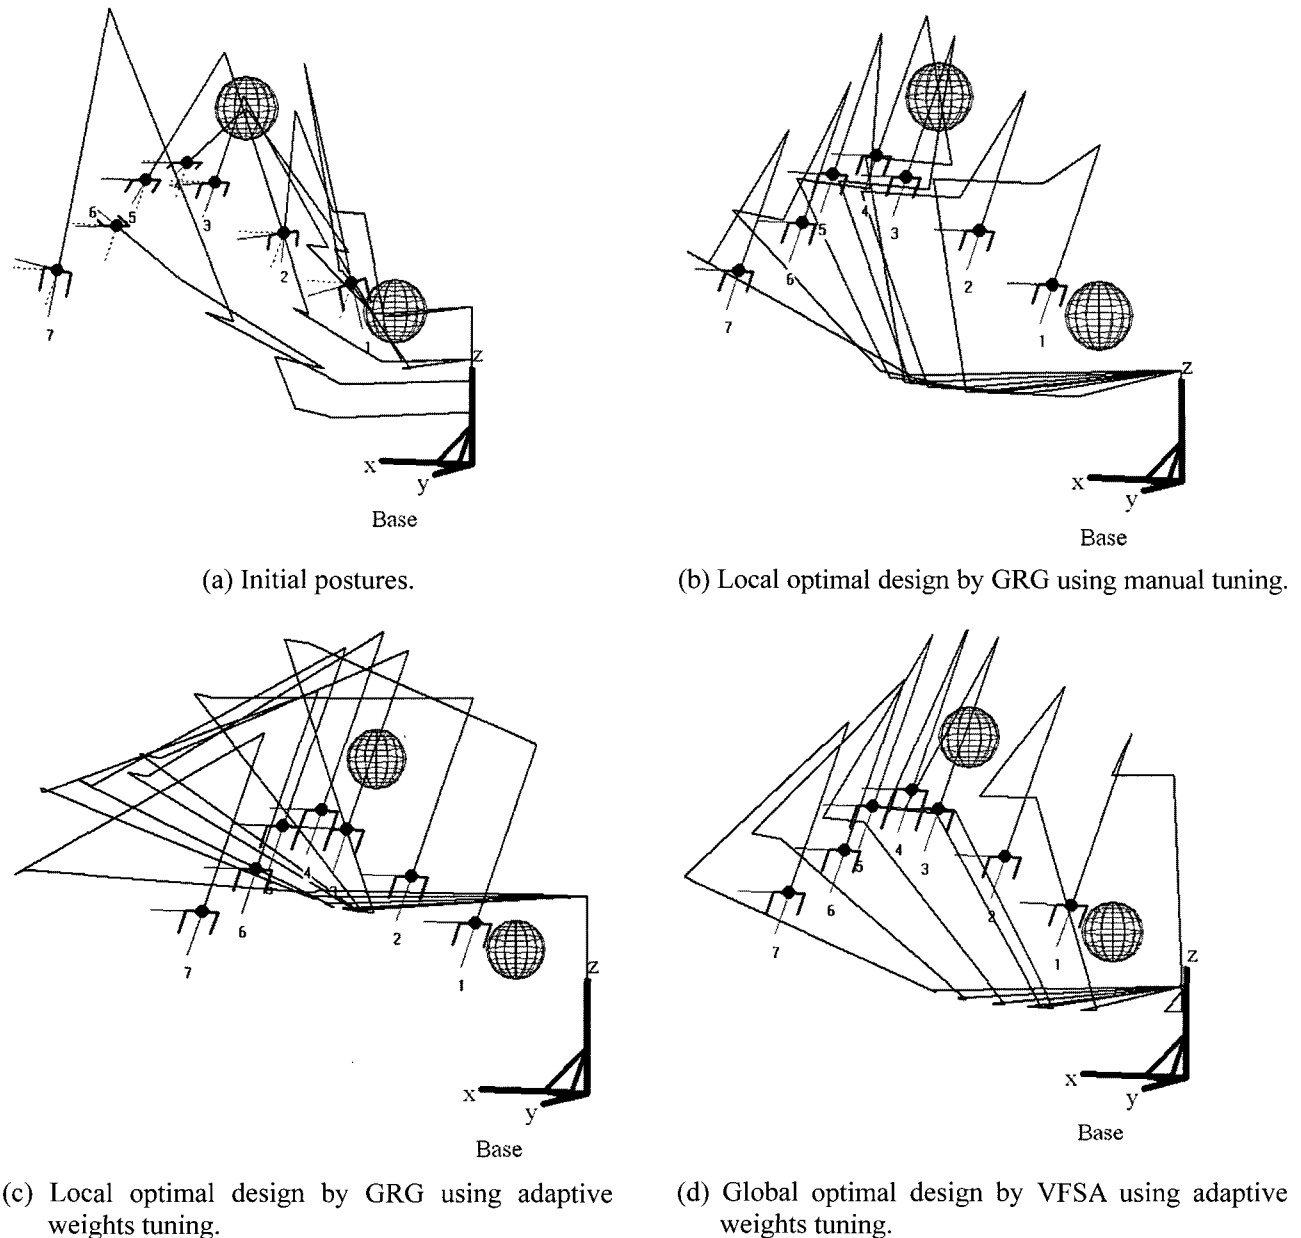 6
5
4
3
2
7
1
z
x
y
Base
(a) Initial postures.
4
5
3
6
2
7
1
z
x
y
Base
(b) Local optimal design by GRG using manual tuning.
4
3
6
2
7
1
z
x
y
Base
(c) Local optimal design by GRG using adaptive
weights tuning.
4
5
3
6
2
7
1
z
x
y
Base
(d) Global optimal design by VFSA using adaptive
weights tuning.